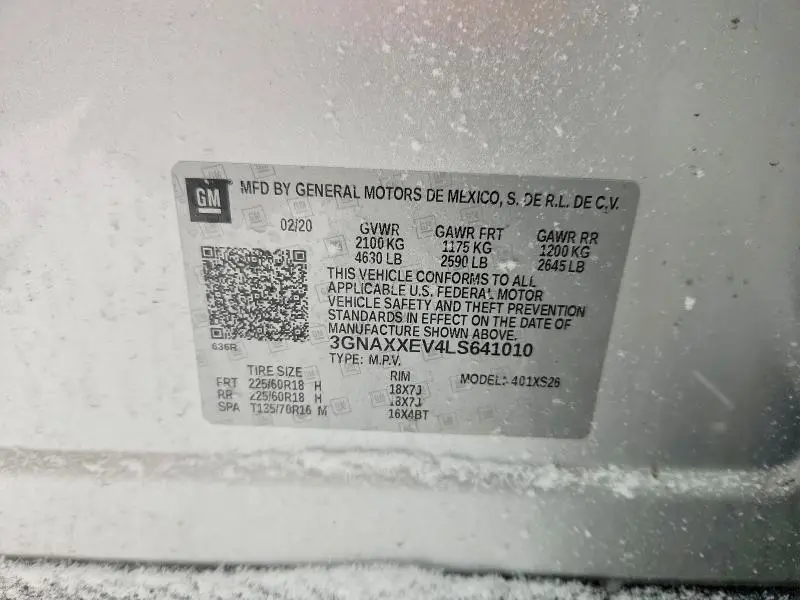 GM
MFD BY GENERAL MOTORS DE MEXICO, S. DE R.L. DE C.V.
02/20 GVWR GAWR FRT GAWR RR
2100 KG 1175 KG 1200 KG
4630 LB 2590 LB 2645 LB
THIS VEHICLE CONFORMS TO ALL
APPLICABLE U.S. FEDERAL MOTOR
VEHICLE SAFETY AND THEFT PREVENTION
STANDARDS IN EFFECT ON THE DATE OF
MANUFACTURE SHOWN ABOVE.
636R 3GNAXXEV4LS641010
TYPE: M.P.V.
TIRE SIZE RIM MODEL: 401XS26
FRT 225/60R18 H 18X7J
RR 225/60R18 H 18X7J
SPA T135/70R16 M 16X4BT